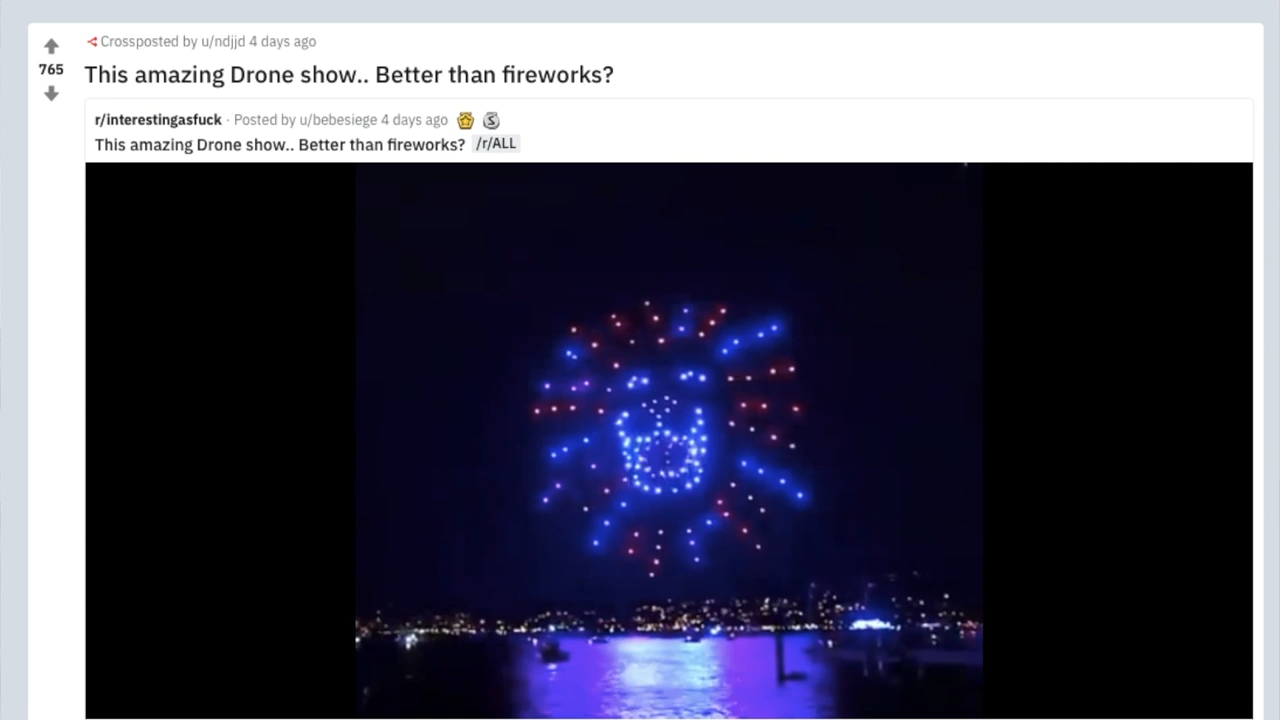 Crossposted by u/ndjjd 4 days ago
765
This amazing Drone show.. Better than fireworks?
r/interestingasfuck · Posted by u/bebesiege 4 days ago
This amazing Drone show.. Better than fireworks? /r/ALL